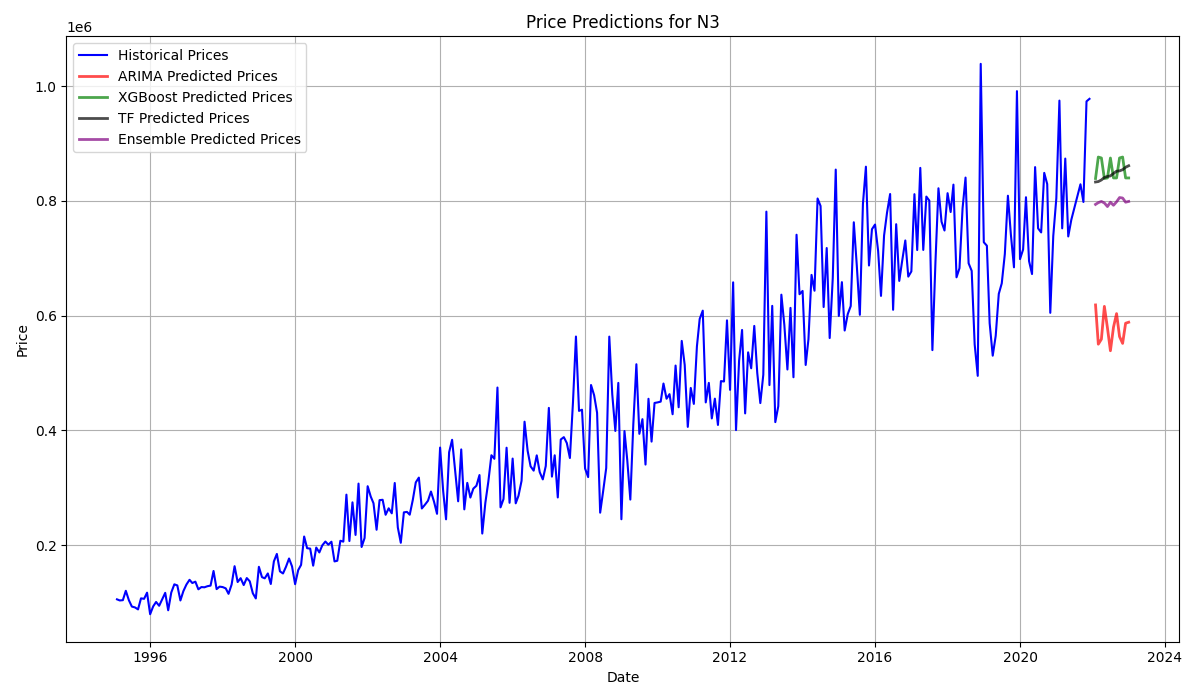 Price Predictions for N3
1e6
Historical Prices
ARIMA Predicted Prices
XGBoost Predicted Prices
TF Predicted Prices
Ensemble Predicted Prices
1.0
0.8
0.6
0.4
0.2
Price
1996
2000
2004
2008
2012
2016
2020
2024
Date